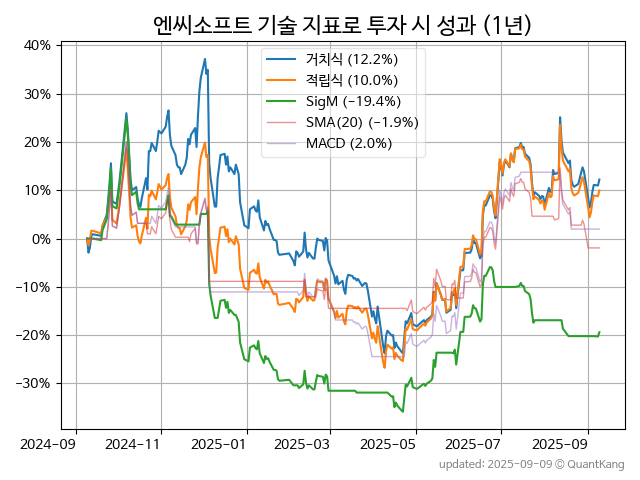 엔씨소프트 기술 지표로 투자 시 성과 (1년)
거치식 (12.2%)
적립식 (10.0%)
SigM (−19.4%)
SMA(20) (−1.9%)
MACD (2.0%)
40%
30%
20%
10%
0%
−10%
−20%
−30%
2024-09
2024-11
2025-01
2025-03
2025-05
2025-07
2025-09
updated: 2025-09-09 ⓒ QuantKang